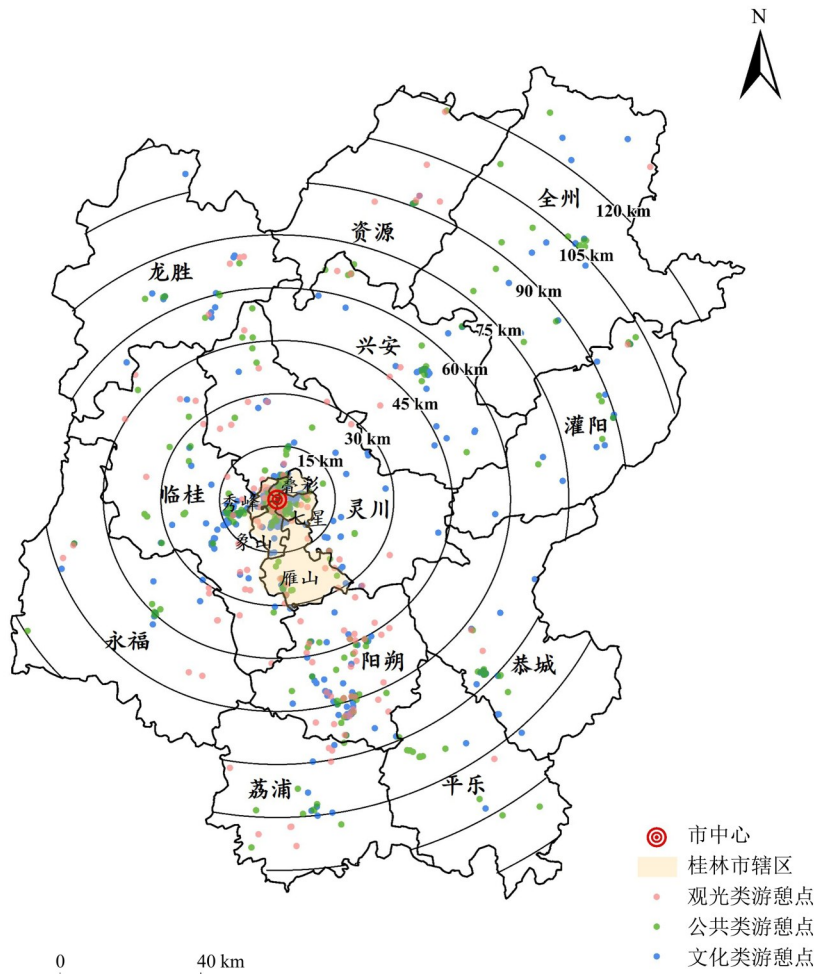 N
全州
120 km
资源
105 km
龙胜
90 km
75 km
兴安
60 km
45 km
灌阳
30 km
15 km
叠彩
临桂
秀峰
七星
灵川
象山
雁山
永福
阳朔
恭城
荔浦
平乐
市中心
桂林市辖区
观光类游憩点
公共类游憩点
文化类游憩点
0 40 km